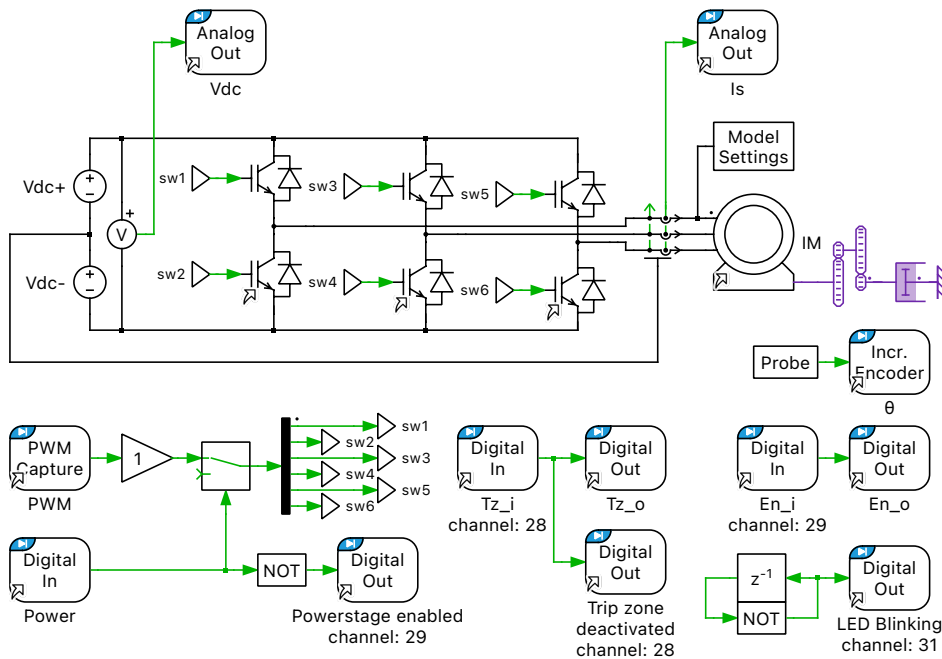 Analog
Out
Vdc
Analog
Out
Is
Model
Settings
Vdc+
V
+
Vdc-
sw1
sw3
sw5
sw2
sw4
sw6
IM
Probe
Incr.
Encoder
θ
PWM
Capture
PWM
1
sw1
sw2
sw3
sw4
sw5
sw6
Digital
In
Tz_i
channel: 28
Digital
Out
Tz_o
Digital
In
En_i
channel: 29
Digital
Out
En_o
Digital
In
Power
NOT
Digital
Out
Powerstage enabled
channel: 29
Digital
Out
Trip zone
deactivated
channel: 28
z⁻¹
NOT
Digital
Out
LED Blinking
channel: 31